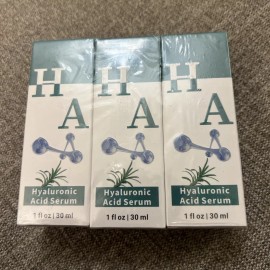 H
A
Hyaluronic
Acid Serum
1 fl oz | 30 ml
H
A
Hyaluronic
Acid Serum
1 fl oz | 30 ml
H
A
Hyaluronic
Acid Serum
1 fl oz | 30 ml